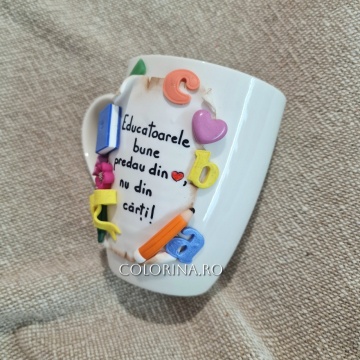 Educatoarele
bune
predau din ❤,
nu din
cărți!
C
b
a
COLORINA.RO